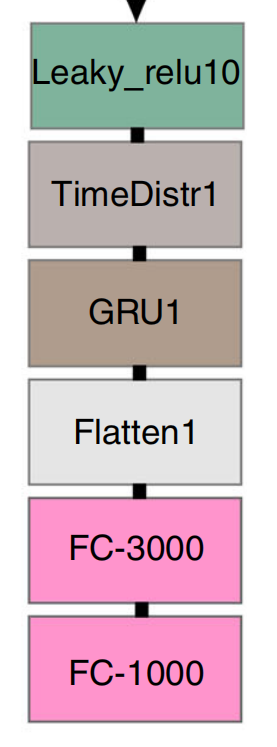 Leaky_relu10
TimeDistr1
GRU1
Flatten1
FC-3000
FC-1000